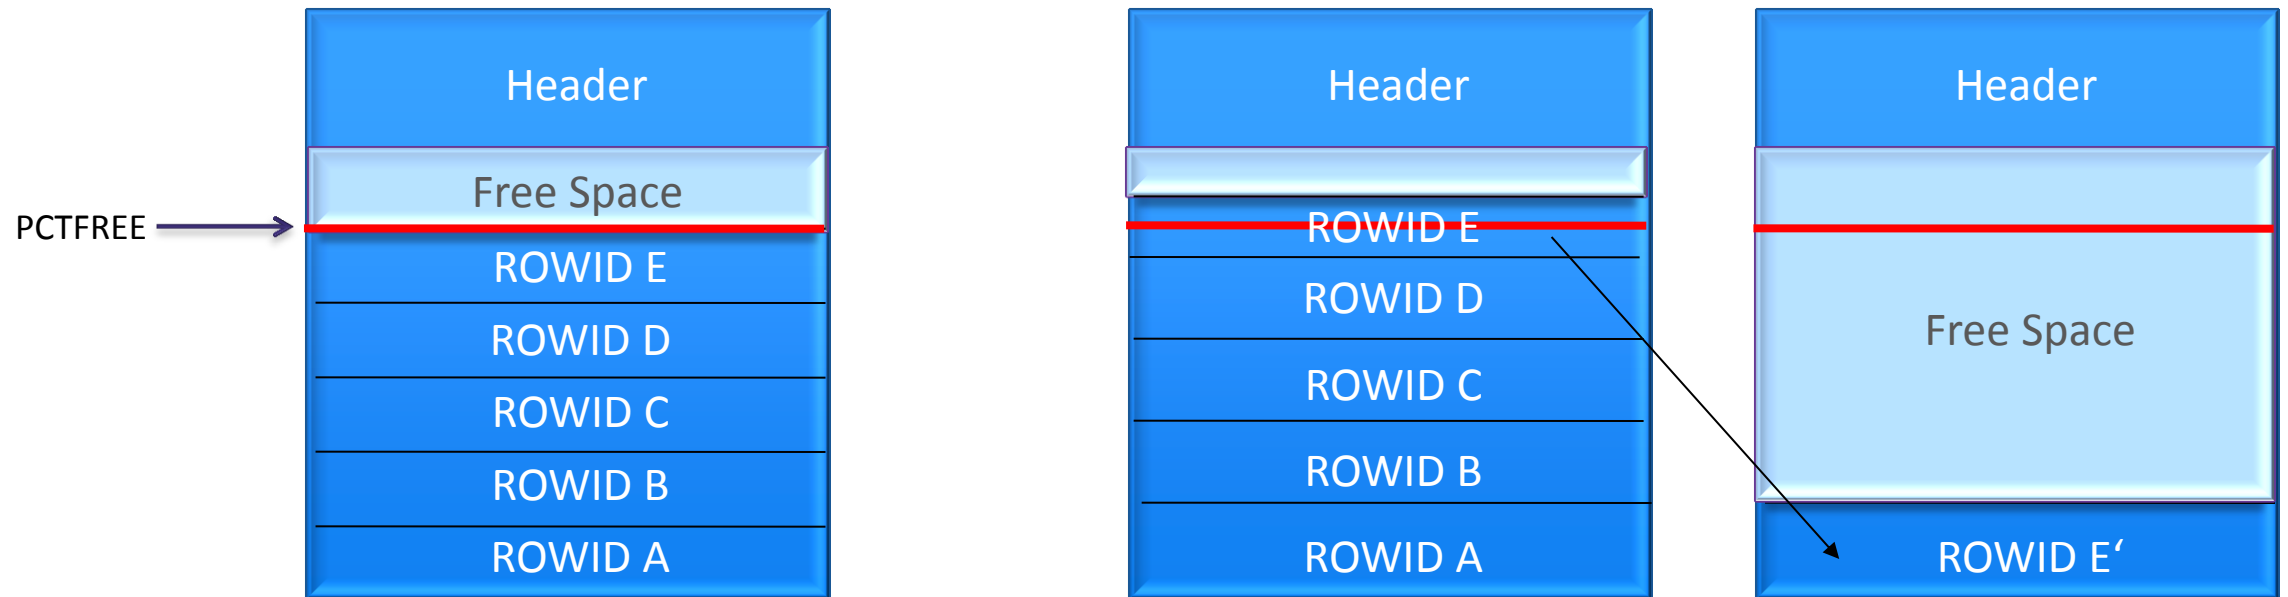 PCTFREE
Header
Free Space
ROWID E
ROWID D
ROWID C
ROWID B
ROWID A
Header
ROWID E
ROWID D
ROWID C
ROWID B
ROWID A
Header
Free Space
ROWID E‘